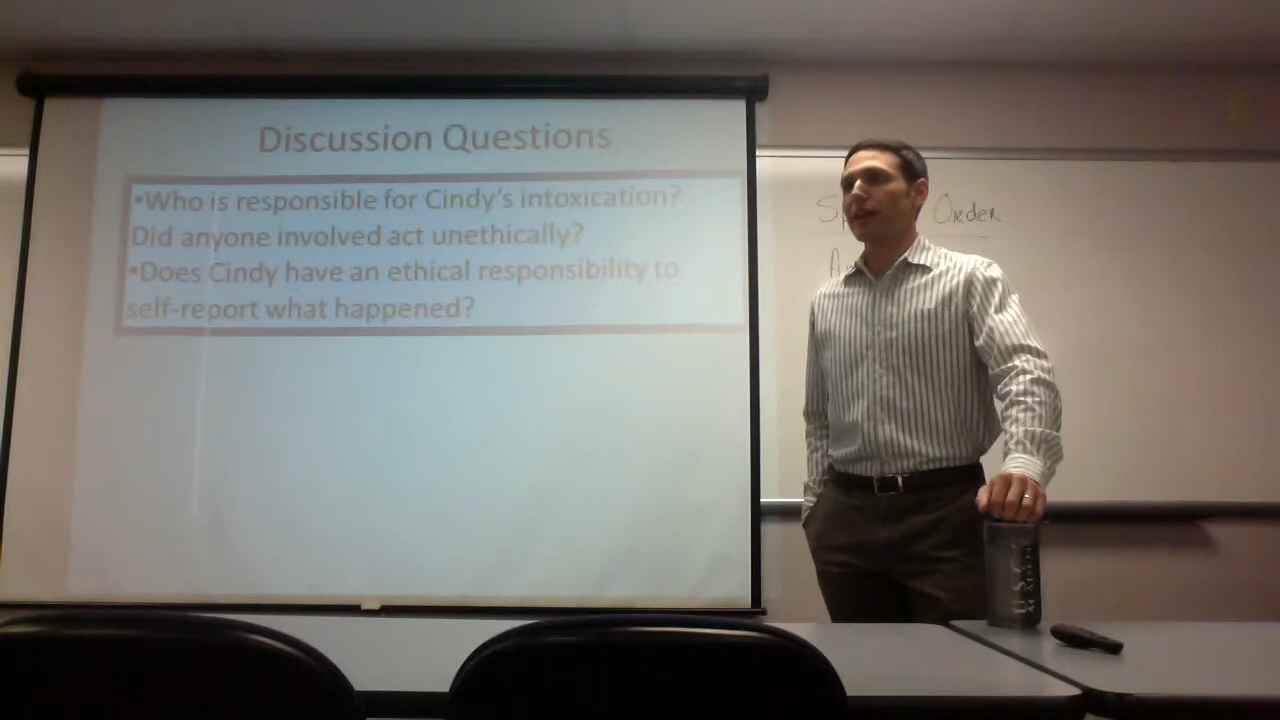 Discussion Questions
•Who is responsible for Cindy's intoxication?
Did anyone involved act unethically?
•Does Cindy have an ethical responsibility to
self-report what happened?
Order
USC